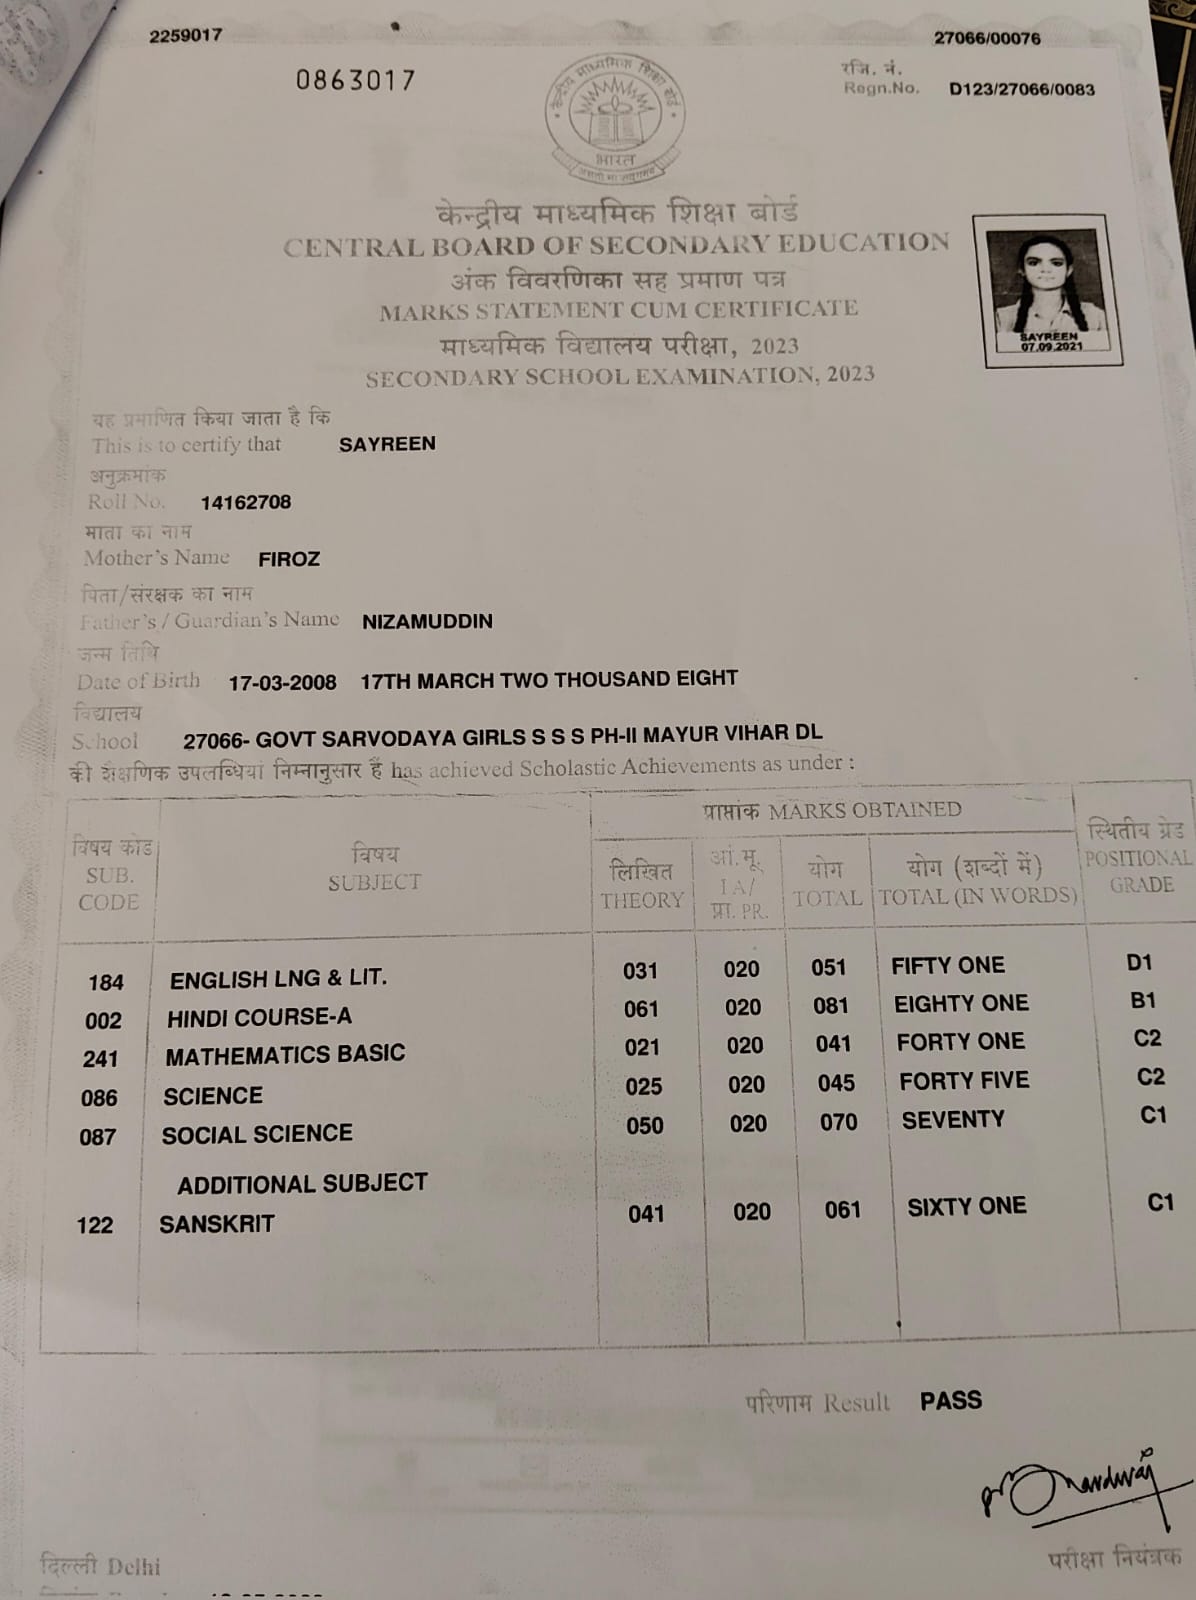 2259017
27066/00076
0863017
रजि. नं.
Regn.No. D123/27066/0083
केन्द्रीय माध्यमिक शिक्षा बोर्ड
भारत
असतो मा सद्गमय
केन्द्रीय माध्यमिक शिक्षा बोर्ड
CENTRAL BOARD OF SECONDARY EDUCATION
अंक विवरणिका सह प्रमाण पत्र
MARKS STATEMENT CUM CERTIFICATE
माध्यमिक विद्यालय परीक्षा, 2023
SECONDARY SCHOOL EXAMINATION, 2023
SAYREEN
07.09.2021
यह प्रमाणित किया जाता है कि
This is to certify that SAYREEN
अनुक्रमांक
Roll No. 14162708
माता का नाम
Mother's Name FIROZ
पिता/संरक्षक का नाम
Father's / Guardian's Name NIZAMUDDIN
जन्म तिथि
Date of Birth 17-03-2008 17TH MARCH TWO THOUSAND EIGHT
विद्यालय
School 27066- GOVT SARVODAYA GIRLS S S S PH-II MAYUR VIHAR DL
की शैक्षणिक उपलब्धियां निम्नानुसार हैं has achieved Scholastic Achievements as under :
विषय कोड
SUB.
CODE
विषय
SUBJECT
प्राप्तांक MARKS OBTAINED
लिखित
THEORY
आं.मू.
I A/
प्रा. PR.
योग
TOTAL
योग (शब्दों में)
TOTAL (IN WORDS)
स्थितीय ग्रेड
POSITIONAL
GRADE
184 ENGLISH LNG & LIT. 031 020 051 FIFTY ONE D1
002 HINDI COURSE-A 061 020 081 EIGHTY ONE B1
241 MATHEMATICS BASIC 021 020 041 FORTY ONE C2
086 SCIENCE 025 020 045 FORTY FIVE C2
087 SOCIAL SCIENCE 050 020 070 SEVENTY C1
ADDITIONAL SUBJECT
122 SANSKRIT 041 020 061 SIXTY ONE C1
परिणाम Result PASS
परीक्षा नियंत्रक
दिल्ली Delhi